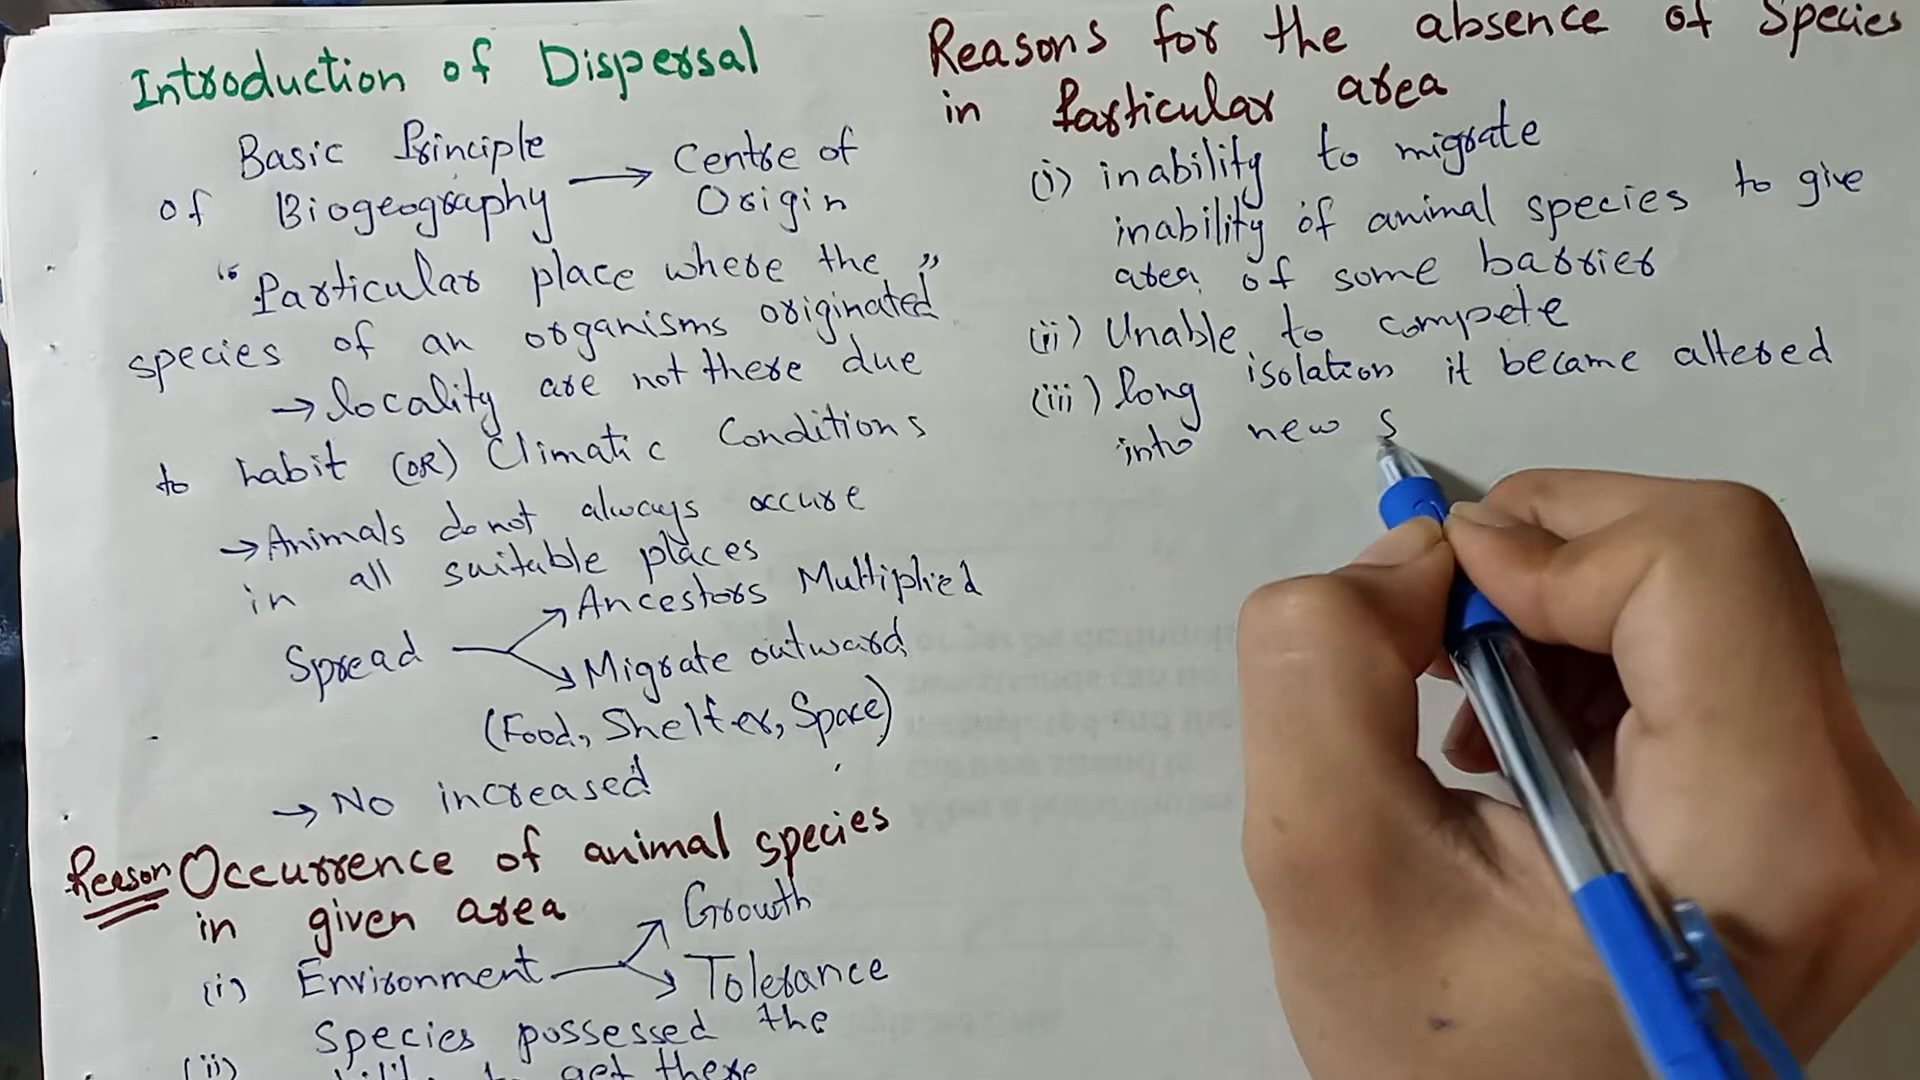 Introduction of Dispersal
Basic Principle
of Biogeography → Centre of
Origin
"Particular place where the"
species of an organisms originated
→ locality are not there due
to habit (OR) Climatic Conditions
→ Animals do not always occure
in all suitable places
Spread → Ancestors Multiplied
→ Migrate outward
(Food, Shelter, Space)
→ No increased
Reason Occurrence of animal species
in given area
(i) Environment → Growth
→ Tolerance
Species possessed the
(ii) to get there
Reasons for the absence of Species
in Particular area
(i) inability to migrate
inability of animal species to give
area of some barrier
(ii) Unable to compete
(iii) long isolation it became altered
into new s